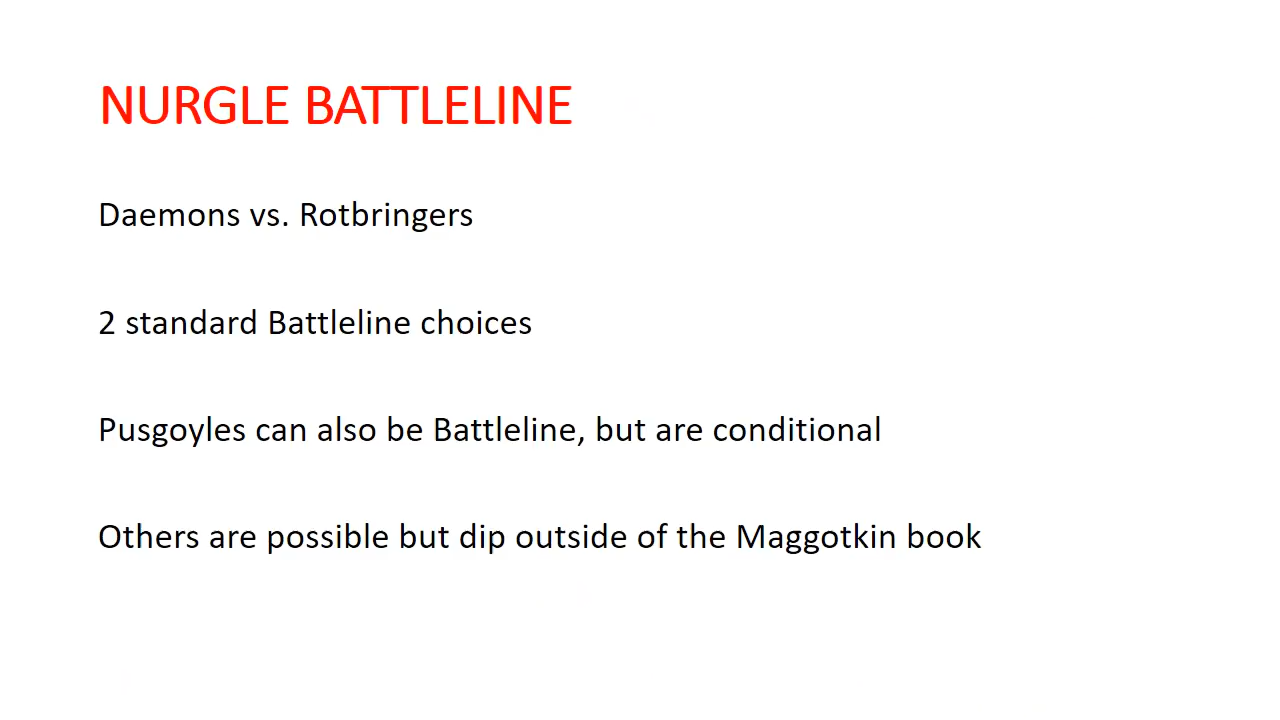 NURGLE BATTLELINE
Daemons vs. Rotbringers
2 standard Battleline choices
Pusgoyles can also be Battleline, but are conditional
Others are possible but dip outside of the Maggotkin book